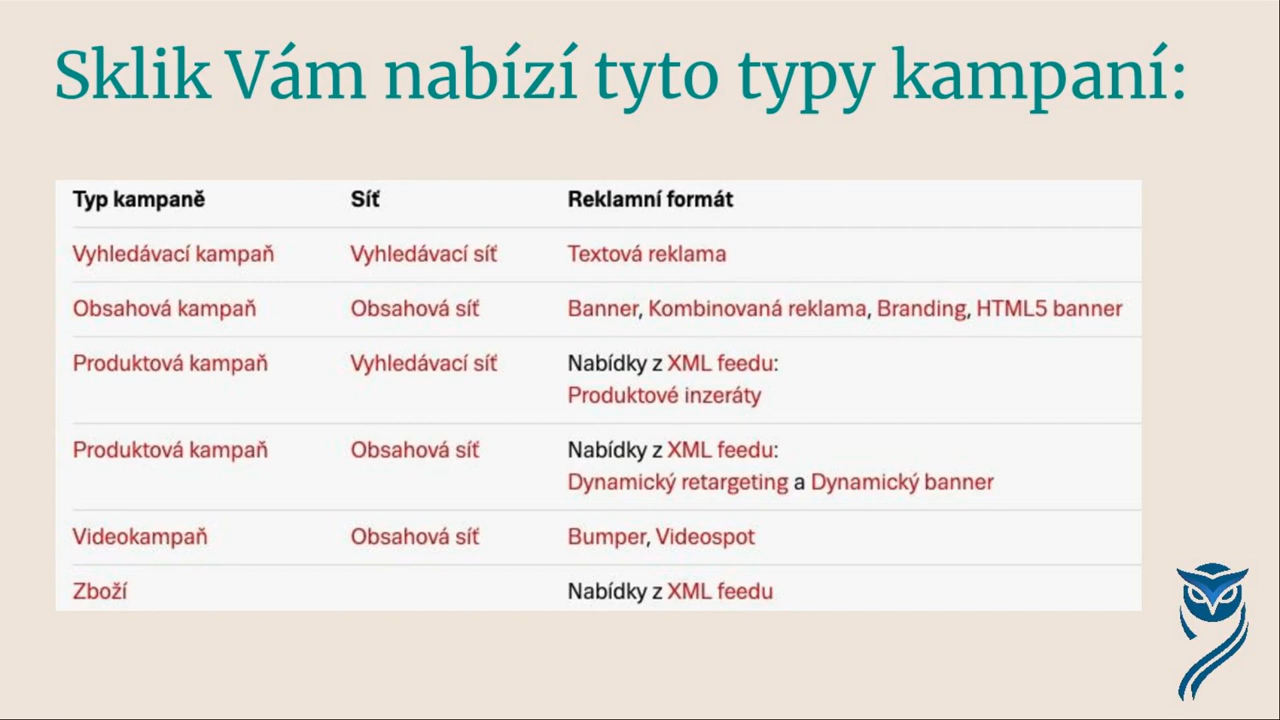 Sklik Vám nabízí tyto typy kampaní:
Typ kampaně Síť Reklamní formát
Vyhledávací kampaň Vyhledávací síť Textová reklama
Obsahová kampaň Obsahová síť Banner, Kombinovaná reklama, Branding, HTML5 banner
Produktová kampaň Vyhledávací síť Nabídky z XML feedu:
Produktové inzeráty
Produktová kampaň Obsahová síť Nabídky z XML feedu:
Dynamický retargeting a Dynamický banner
Videokampaň Obsahová síť Bumper, Videospot
Zboží Nabídky z XML feedu